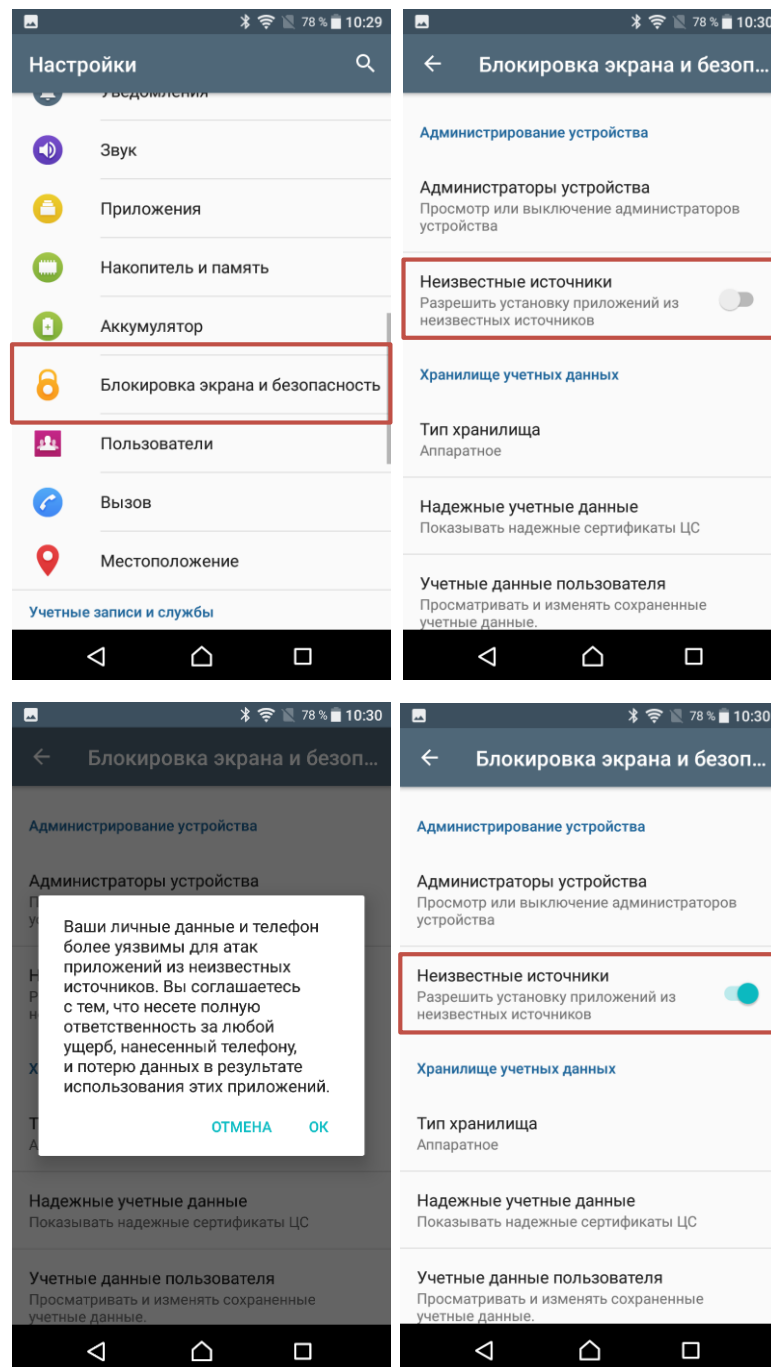 78 % 10:29
Настройки
Уведомления
Звук
Приложения
Накопитель и память
Аккумулятор
Блокировка экрана и безопасность
Пользователи
Вызов
Местоположение
Учетные записи и службы
78 % 10:30
Блокировка экрана и безоп...
Администрирование устройства
Администраторы устройства
Просмотр или выключение администраторов
устройства
Неизвестные источники
Разрешить установку приложений из
неизвестных источников
Хранилище учетных данных
Тип хранилища
Аппаратное
Надежные учетные данные
Показывать надежные сертификаты ЦС
Учетные данные пользователя
Просматривать и изменять сохраненные
учетные данные.
78 % 10:30
Блокировка экрана и безоп...
Администрирование устройства
Администраторы устройства
Ваши личные данные и телефон
более уязвимы для атак
приложений из неизвестных
источников. Вы соглашаетесь
с тем, что несете полную
ответственность за любой
ущерб, нанесенный телефону,
и потерю данных в результате
использования этих приложений.
ОТМЕНА ОК
Надежные учетные данные
Показывать надежные сертификаты ЦС
Учетные данные пользователя
Просматривать и изменять сохраненные
учетные данные.
78 % 10:30
Блокировка экрана и безоп...
Администрирование устройства
Администраторы устройства
Просмотр или выключение администраторов
устройства
Неизвестные источники
Разрешить установку приложений из
неизвестных источников
Хранилище учетных данных
Тип хранилища
Аппаратное
Надежные учетные данные
Показывать надежные сертификаты ЦС
Учетные данные пользователя
Просматривать и изменять сохраненные
учетные данные.